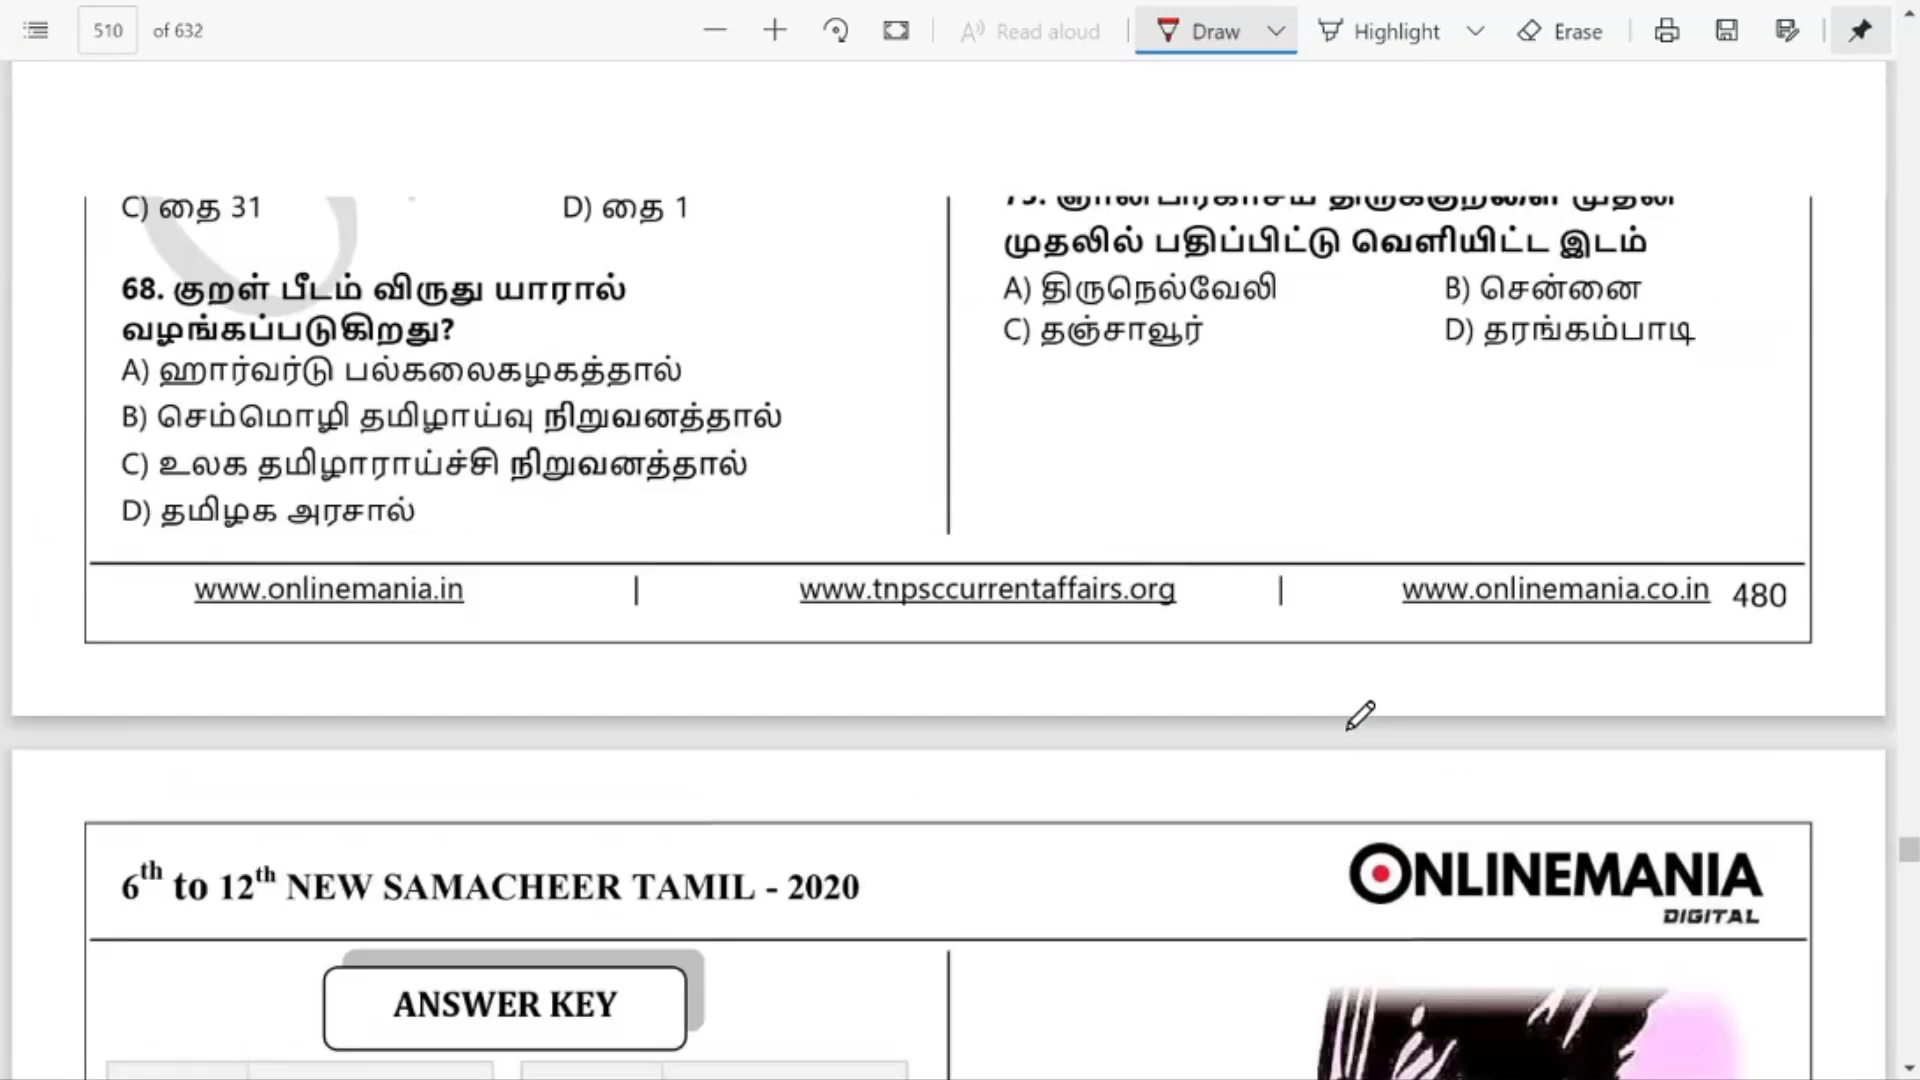 510 of 632
Read aloud
Draw
Highlight
Erase
C) தை 31
D) தை 1
68. குறள் பீடம் விருது யாரால்
வழங்கப்படுகிறது?
A) ஹார்வர்டு பல்கலைகழகத்தால்
B) செம்மொழி தமிழாய்வு நிறுவனத்தால்
C) உலக தமிழாராய்ச்சி நிறுவனத்தால்
D) தமிழக அரசால்
முதலில் பதிப்பிட்டு வெளியிட்ட இடம்
A) திருநெல்வேலி
B) சென்னை
C) தஞ்சாவூர்
D) தரங்கம்பாடி
www.onlinemania.in | www.tnpsccurrentaffairs.org | www.onlinemania.co.in 480
6th to 12th NEW SAMACHEER TAMIL - 2020
ONLINEMANIA
DIGITAL
ANSWER KEY